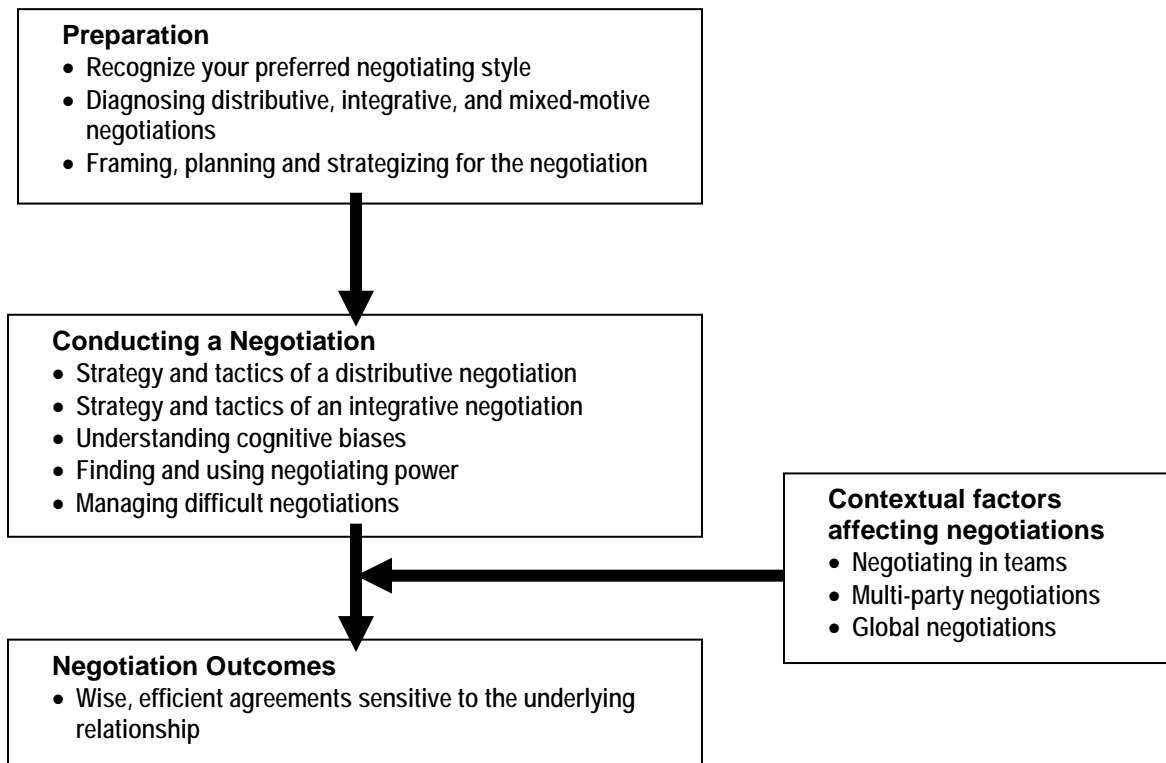 Preparation
• Recognize your preferred negotiating style
• Diagnosing distributive, integrative, and mixed-motive
negotiations
• Framing, planning and strategizing for the negotiation
Conducting a Negotiation
• Strategy and tactics of a distributive negotiation
• Strategy and tactics of an integrative negotiation
• Understanding cognitive biases
• Finding and using negotiating power
• Managing difficult negotiations
Contextual factors
affecting negotiations
• Negotiating in teams
• Multi-party negotiations
• Global negotiations
Negotiation Outcomes
• Wise, efficient agreements sensitive to the underlying
relationship